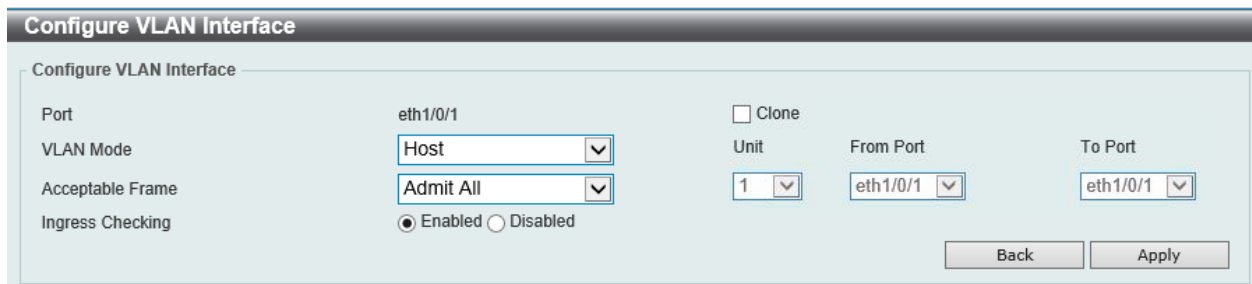 Configure VLAN Interface
Configure VLAN Interface
Port eth1/0/1 Clone
VLAN Mode Host Unit From Port To Port
Acceptable Frame Admit All 1 eth1/0/1 eth1/0/1
Ingress Checking Enabled Disabled
Back Apply